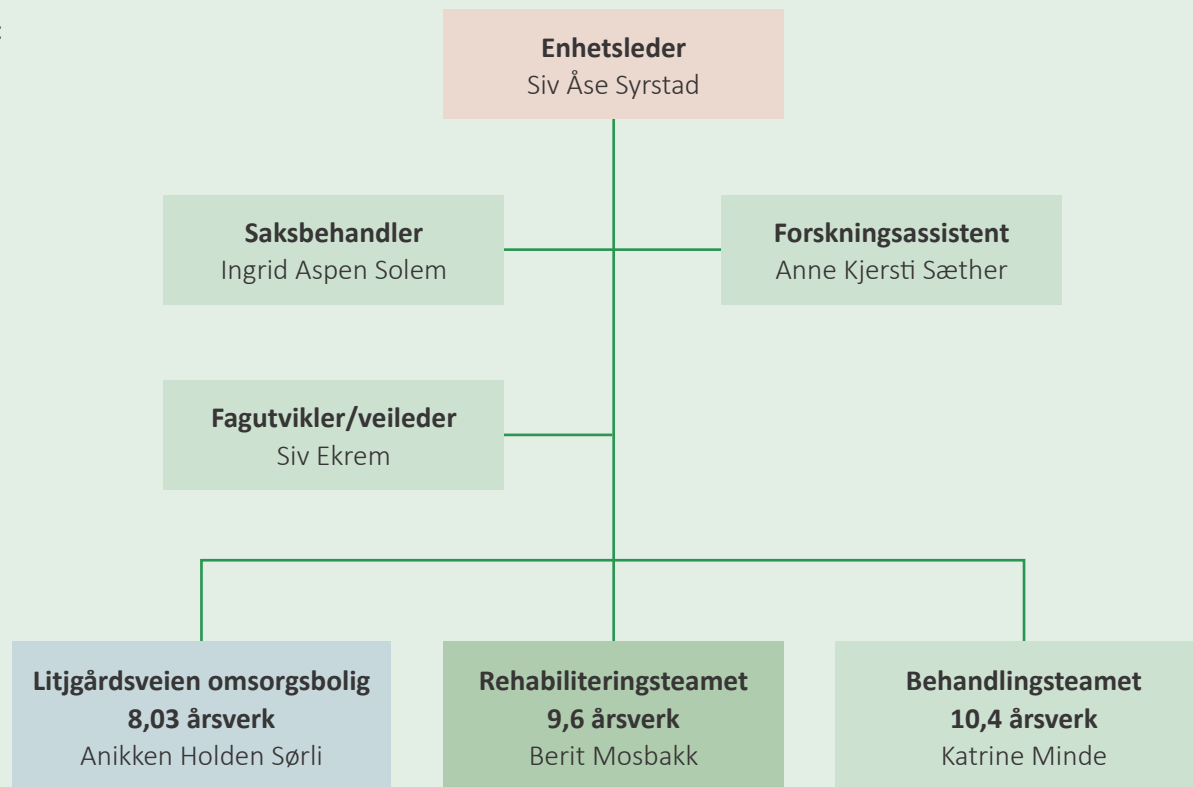 Enhetsleder
Siv Åse Syrstad
Saksbehandler
Ingrid Aspen Solem
Forskningsassistent
Anne Kjersti Sæther
Fagutvikler/veileder
Siv Ekrem
Litjgårdsveien omsorgsbolig
8,03 årsverk
Anikken Holden Sørli
Rehabiliteringsteamet
9,6 årsverk
Berit Mosbakk
Behandlingsteamet
10,4 årsverk
Katrine Minde